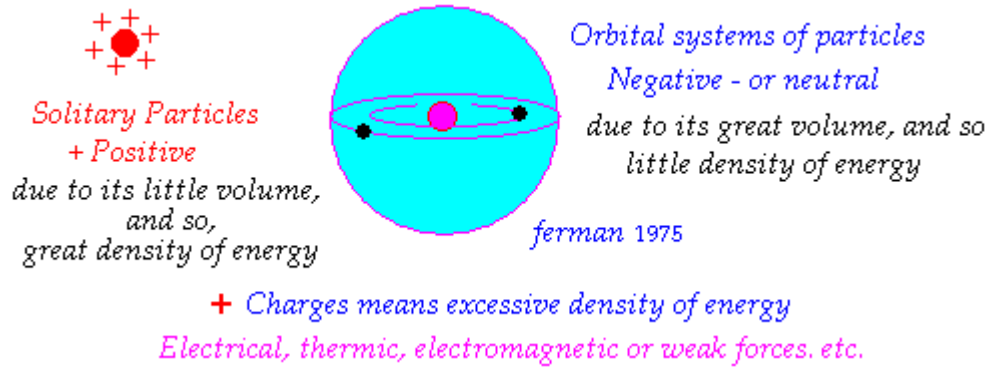 Solitary Particles
+ Positive
due to its little volume,
and so,
great density of energy
Orbital systems of particles
Negative - or neutral
due to its great volume, and so
little density of energy
ferman 1975
+ Charges means excessive density of energy
Electrical, thermic, electromagnetic or weak forces. etc.